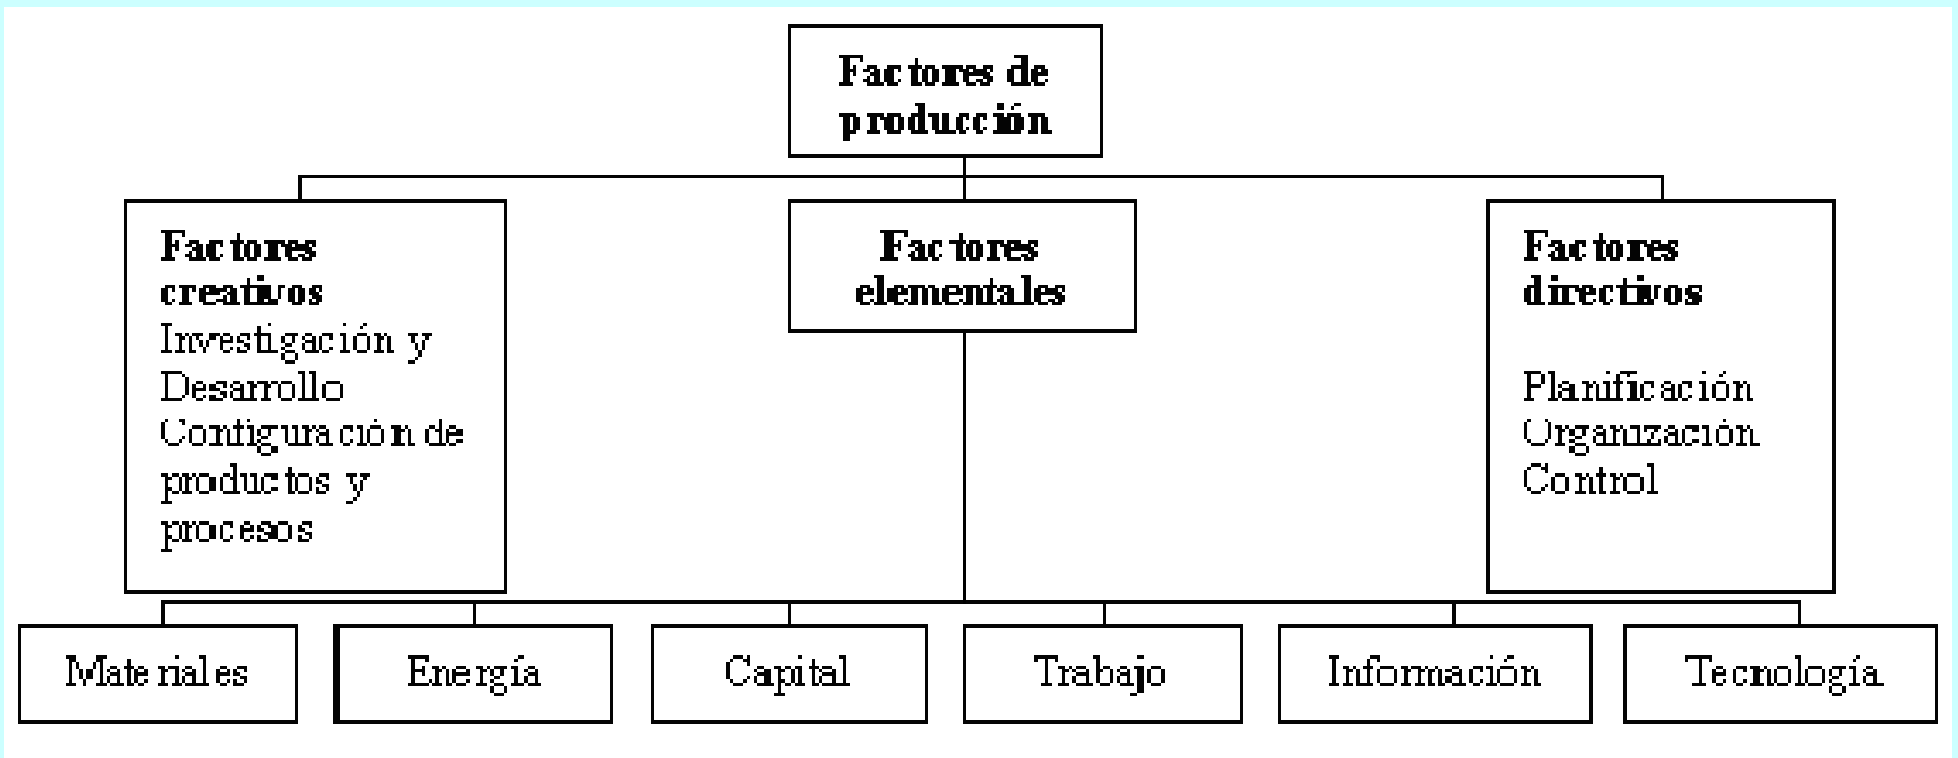 Factores de
producción
Factores
creativos
Investigación y
Desarrollo
Configuración de
productos y
procesos
Factores
elementales
Factores
directivos
Planificación
Organización
Control
Materiales
Energía
Capital
Trabajo
Información
Tecnología